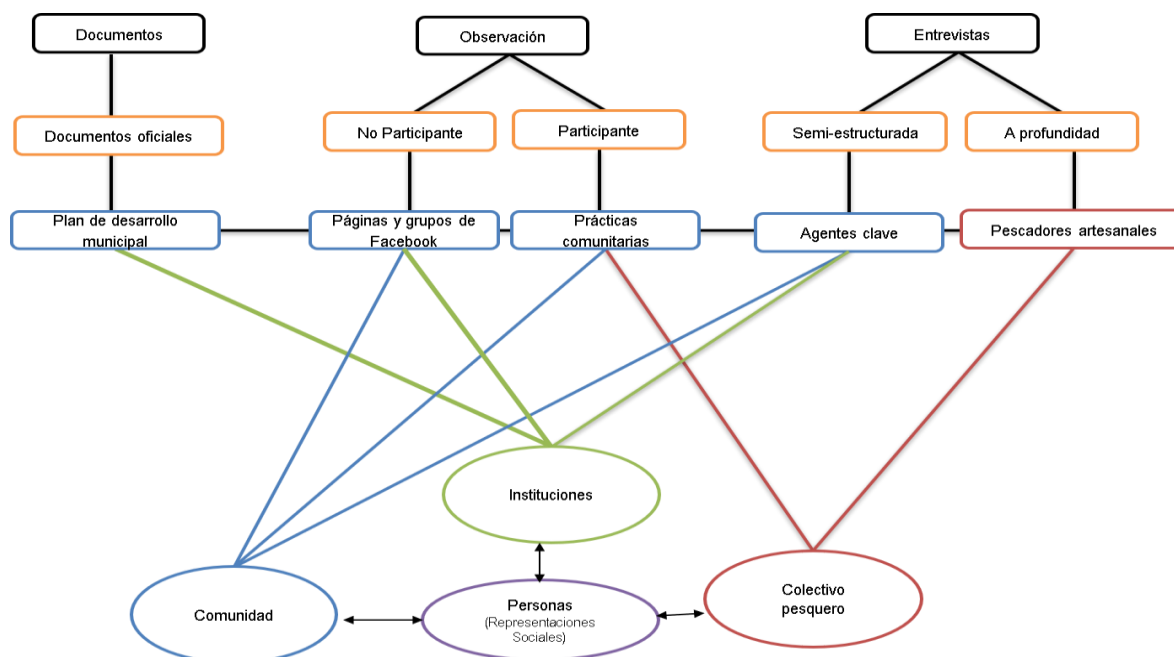 Documentos
Observación
Entrevistas
Documentos oficiales
No Participante
Participante
Semi-estructurada
A profundidad
Plan de desarrollo
municipal
Páginas y grupos de
Facebook
Prácticas
comunitarias
Agentes clave
Pescadores artesanales
Instituciones
Comunidad
Personas
(Representaciones
Sociales)
Colectivo
pesquero